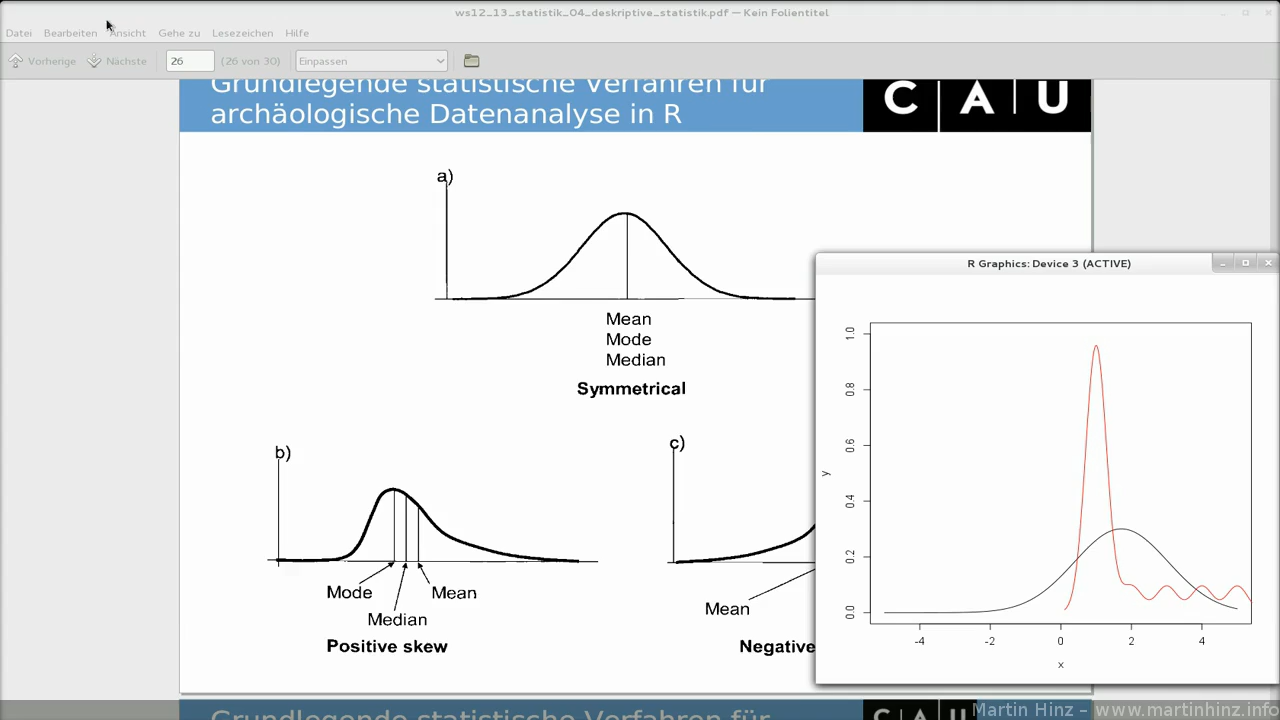 ws12_13_statistik_04_deskriptive_statistik.pdf — Kein Folientitel
Datei Bearbeiten Ansicht Gehe zu Lesezeichen Hilfe
Vorherige Nächste 26 (26 von 30) Einpassen
Grundlegende statistische Verfahren für
archäologische Datenanalyse in R
C A U
a)
Mean
Mode
Median
Symmetrical
b)
Mode
Mean
Median
Positive skew
c)
Mean
Negative
R Graphics: Device 3 (ACTIVE)
1.0
0.8
0.6
0.4
0.2
0.0
y
-4 -2 0 2 4
x
Grundlegende statistische Verfahren für
C A U
Martin Hinz - www.martinhinz.info